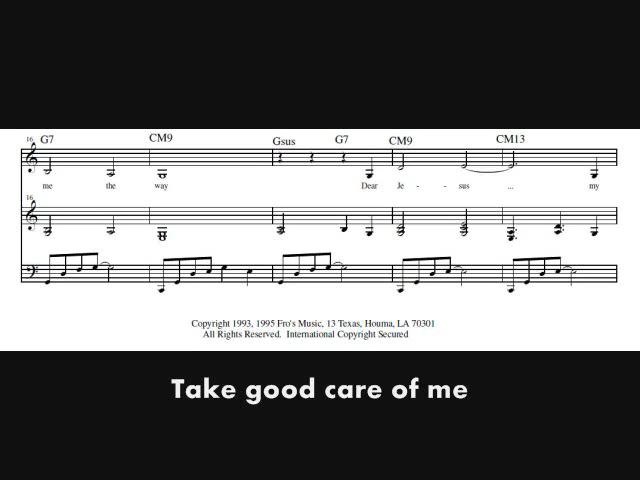 16 G7 CM9 Gsus G7 CM9 CM13
me the way Dear Je - - sus ... my
16
Copyright 1993, 1995 Fro's Music, 13 Texas, Houma, LA 70301
All Rights Reserved. International Copyright Secured
Take good care of me